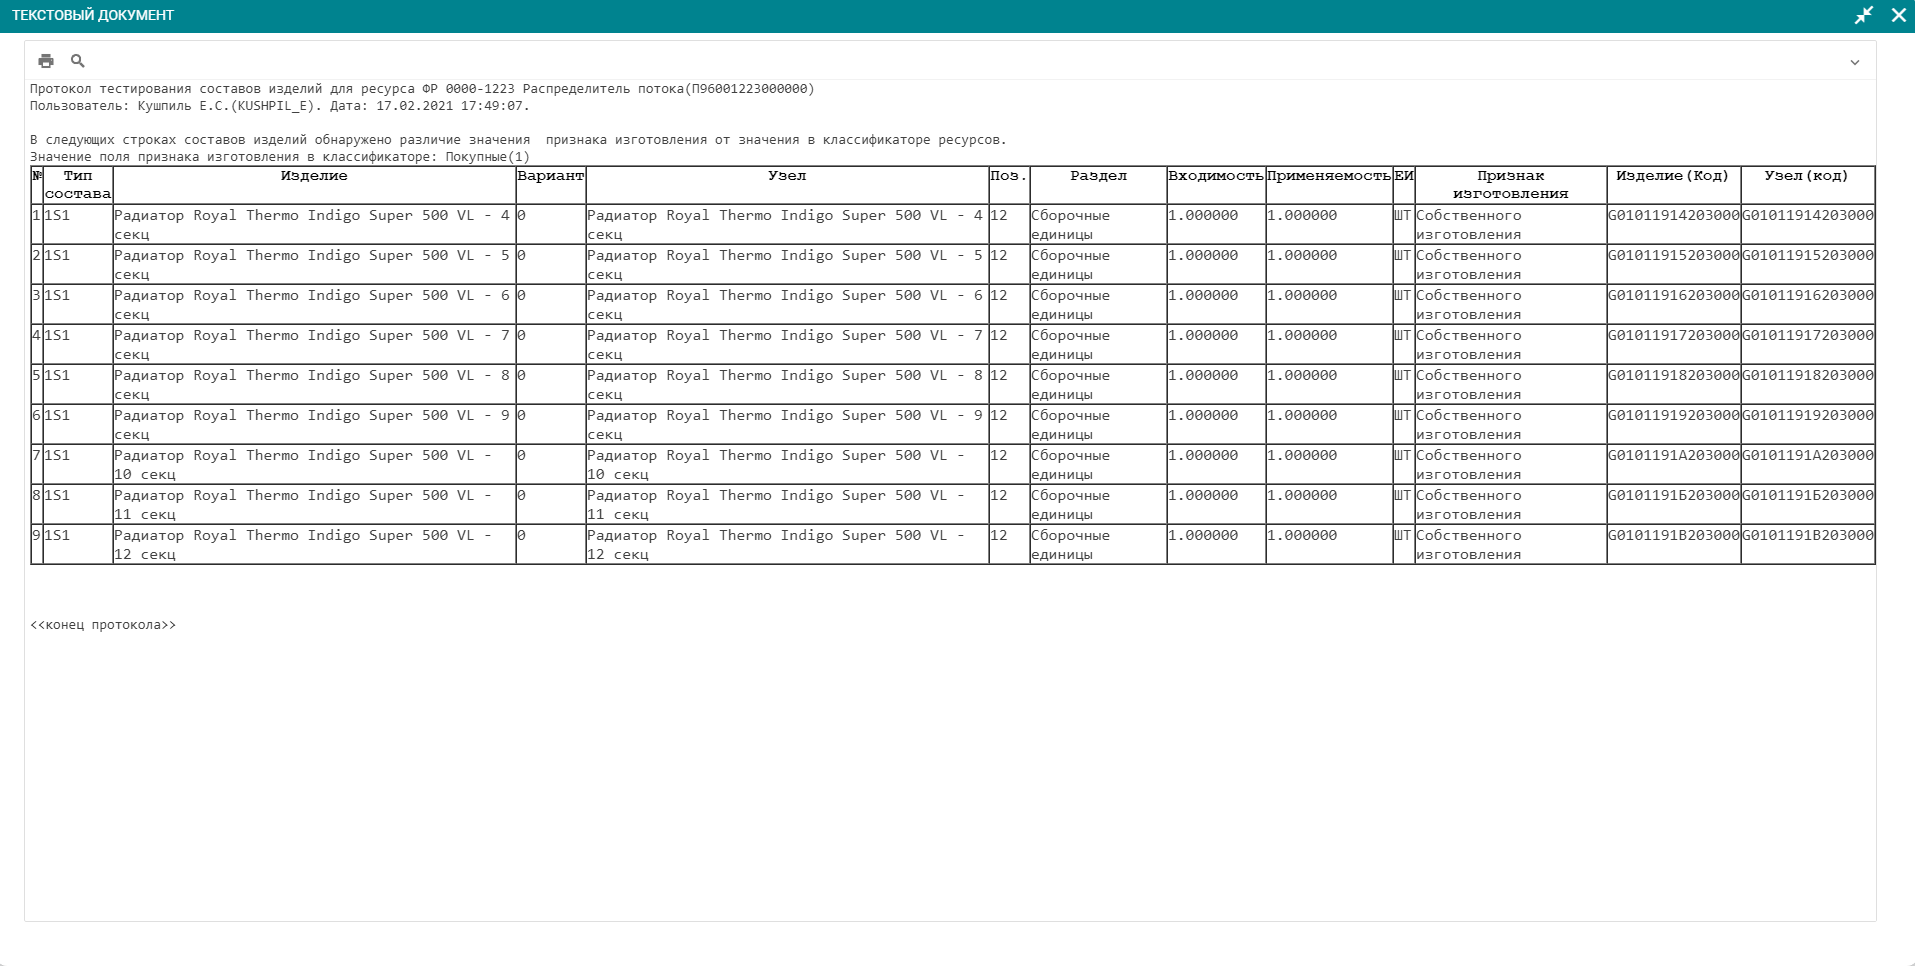 ТЕКСТОВЫЙ ДОКУМЕНТ
Протокол тестирования составов изделий для ресурса ФР 0000-1223 Распределитель потока(П96001223000000)
Пользователь: Кушпиль Е.С.(KUSHPIL_E). Дата: 17.02.2021 17:49:07.
В следующих строках составов изделий обнаружено различие значения  признака изготовления от значения в классификаторе ресурсов.
Значение поля признака изготовления в классификаторе: Покупные(1)
№ Тип состава Изделие Вариант Узел Поз. Раздел Входимость Применяемость ЕИ Признак изготовления Изделие(Код) Узел(код)
1 1S1 Радиатор Royal Thermo Indigo Super 500 VL - 4 секц 0 Радиатор Royal Thermo Indigo Super 500 VL - 4 секц 12 Сборочные единицы 1.000000 1.000000 ШТ Собственного изготовления G01011914203000 G01011914203000
2 1S1 Радиатор Royal Thermo Indigo Super 500 VL - 5 секц 0 Радиатор Royal Thermo Indigo Super 500 VL - 5 секц 12 Сборочные единицы 1.000000 1.000000 ШТ Собственного изготовления G01011915203000 G01011915203000
3 1S1 Радиатор Royal Thermo Indigo Super 500 VL - 6 секц 0 Радиатор Royal Thermo Indigo Super 500 VL - 6 секц 12 Сборочные единицы 1.000000 1.000000 ШТ Собственного изготовления G01011916203000 G01011916203000
4 1S1 Радиатор Royal Thermo Indigo Super 500 VL - 7 секц 0 Радиатор Royal Thermo Indigo Super 500 VL - 7 секц 12 Сборочные единицы 1.000000 1.000000 ШТ Собственного изготовления G01011917203000 G01011917203000
5 1S1 Радиатор Royal Thermo Indigo Super 500 VL - 8 секц 0 Радиатор Royal Thermo Indigo Super 500 VL - 8 секц 12 Сборочные единицы 1.000000 1.000000 ШТ Собственного изготовления G01011918203000 G01011918203000
6 1S1 Радиатор Royal Thermo Indigo Super 500 VL - 9 секц 0 Радиатор Royal Thermo Indigo Super 500 VL - 9 секц 12 Сборочные единицы 1.000000 1.000000 ШТ Собственного изготовления G01011919203000 G01011919203000
7 1S1 Радиатор Royal Thermo Indigo Super 500 VL - 10 секц 0 Радиатор Royal Thermo Indigo Super 500 VL - 10 секц 12 Сборочные единицы 1.000000 1.000000 ШТ Собственного изготовления G0101191А203000 G0101191А203000
8 1S1 Радиатор Royal Thermo Indigo Super 500 VL - 11 секц 0 Радиатор Royal Thermo Indigo Super 500 VL - 11 секц 12 Сборочные единицы 1.000000 1.000000 ШТ Собственного изготовления G0101191Б203000 G0101191Б203000
9 1S1 Радиатор Royal Thermo Indigo Super 500 VL - 12 секц 0 Радиатор Royal Thermo Indigo Super 500 VL - 12 секц 12 Сборочные единицы 1.000000 1.000000 ШТ Собственного изготовления G0101191В203000 G0101191В203000
<<конец протокола>>